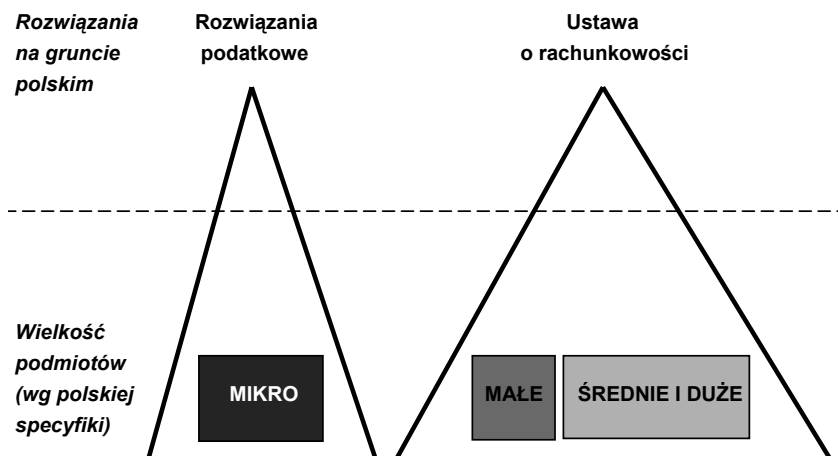 Rozwiązania
na gruncie
polskim
Rozwiązania
podatkowe
Ustawa
o rachunkowości
Wielkość
podmiotów
(wg polskiej
specyfiki)
MIKRO
MAŁE
ŚREDNIE I DUŻE